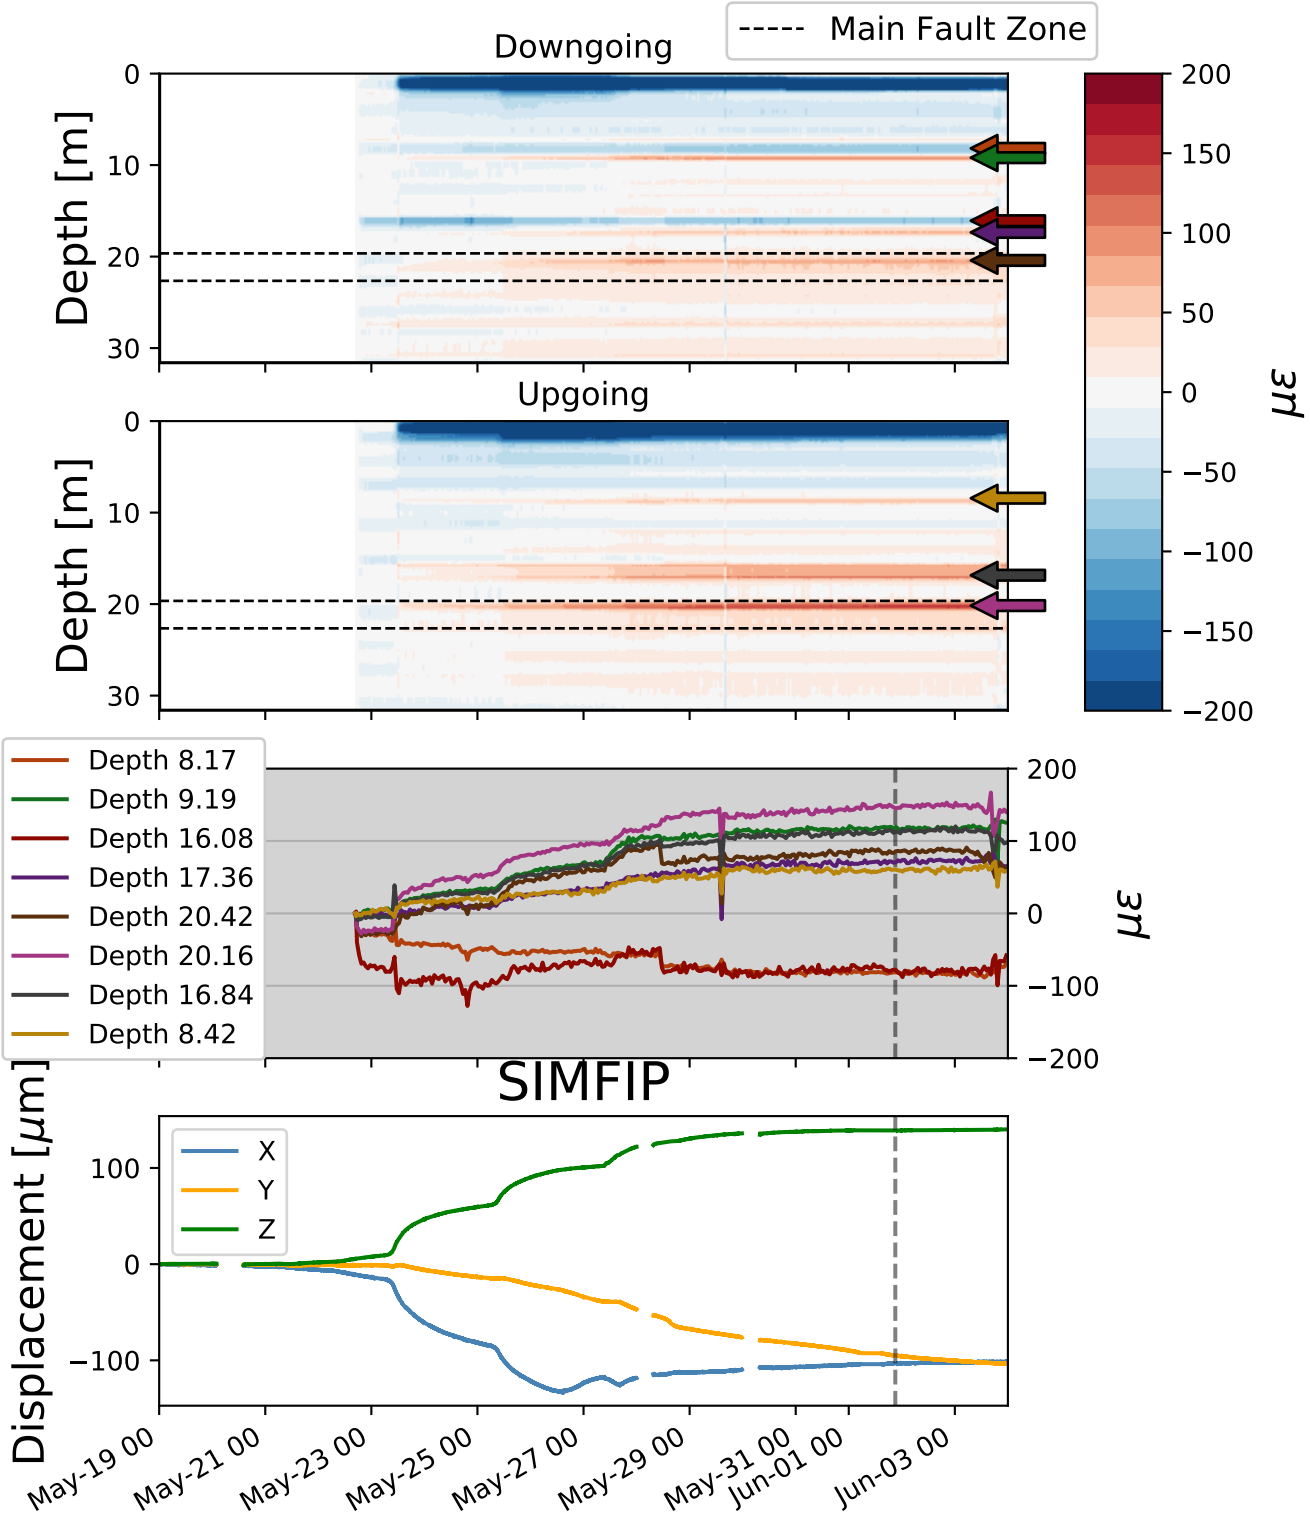 Main Fault Zone
Downgoing
0
10
20
30
Depth [m]
200
150
100
50
0
−50
−100
−150
−200
με
Upgoing
0
10
20
30
Depth [m]
Depth 8.17
Depth 9.19
Depth 16.08
Depth 17.36
Depth 20.42
Depth 20.16
Depth 16.84
Depth 8.42
200
100
0
−100
−200
με
SIMFIP
X
Y
Z
100
0
−100
Displacement [μm]
May-19 00
May-21 00
May-23 00
May-25 00
May-27 00
May-29 00
May-31 00
Jun-01 00
Jun-03 00